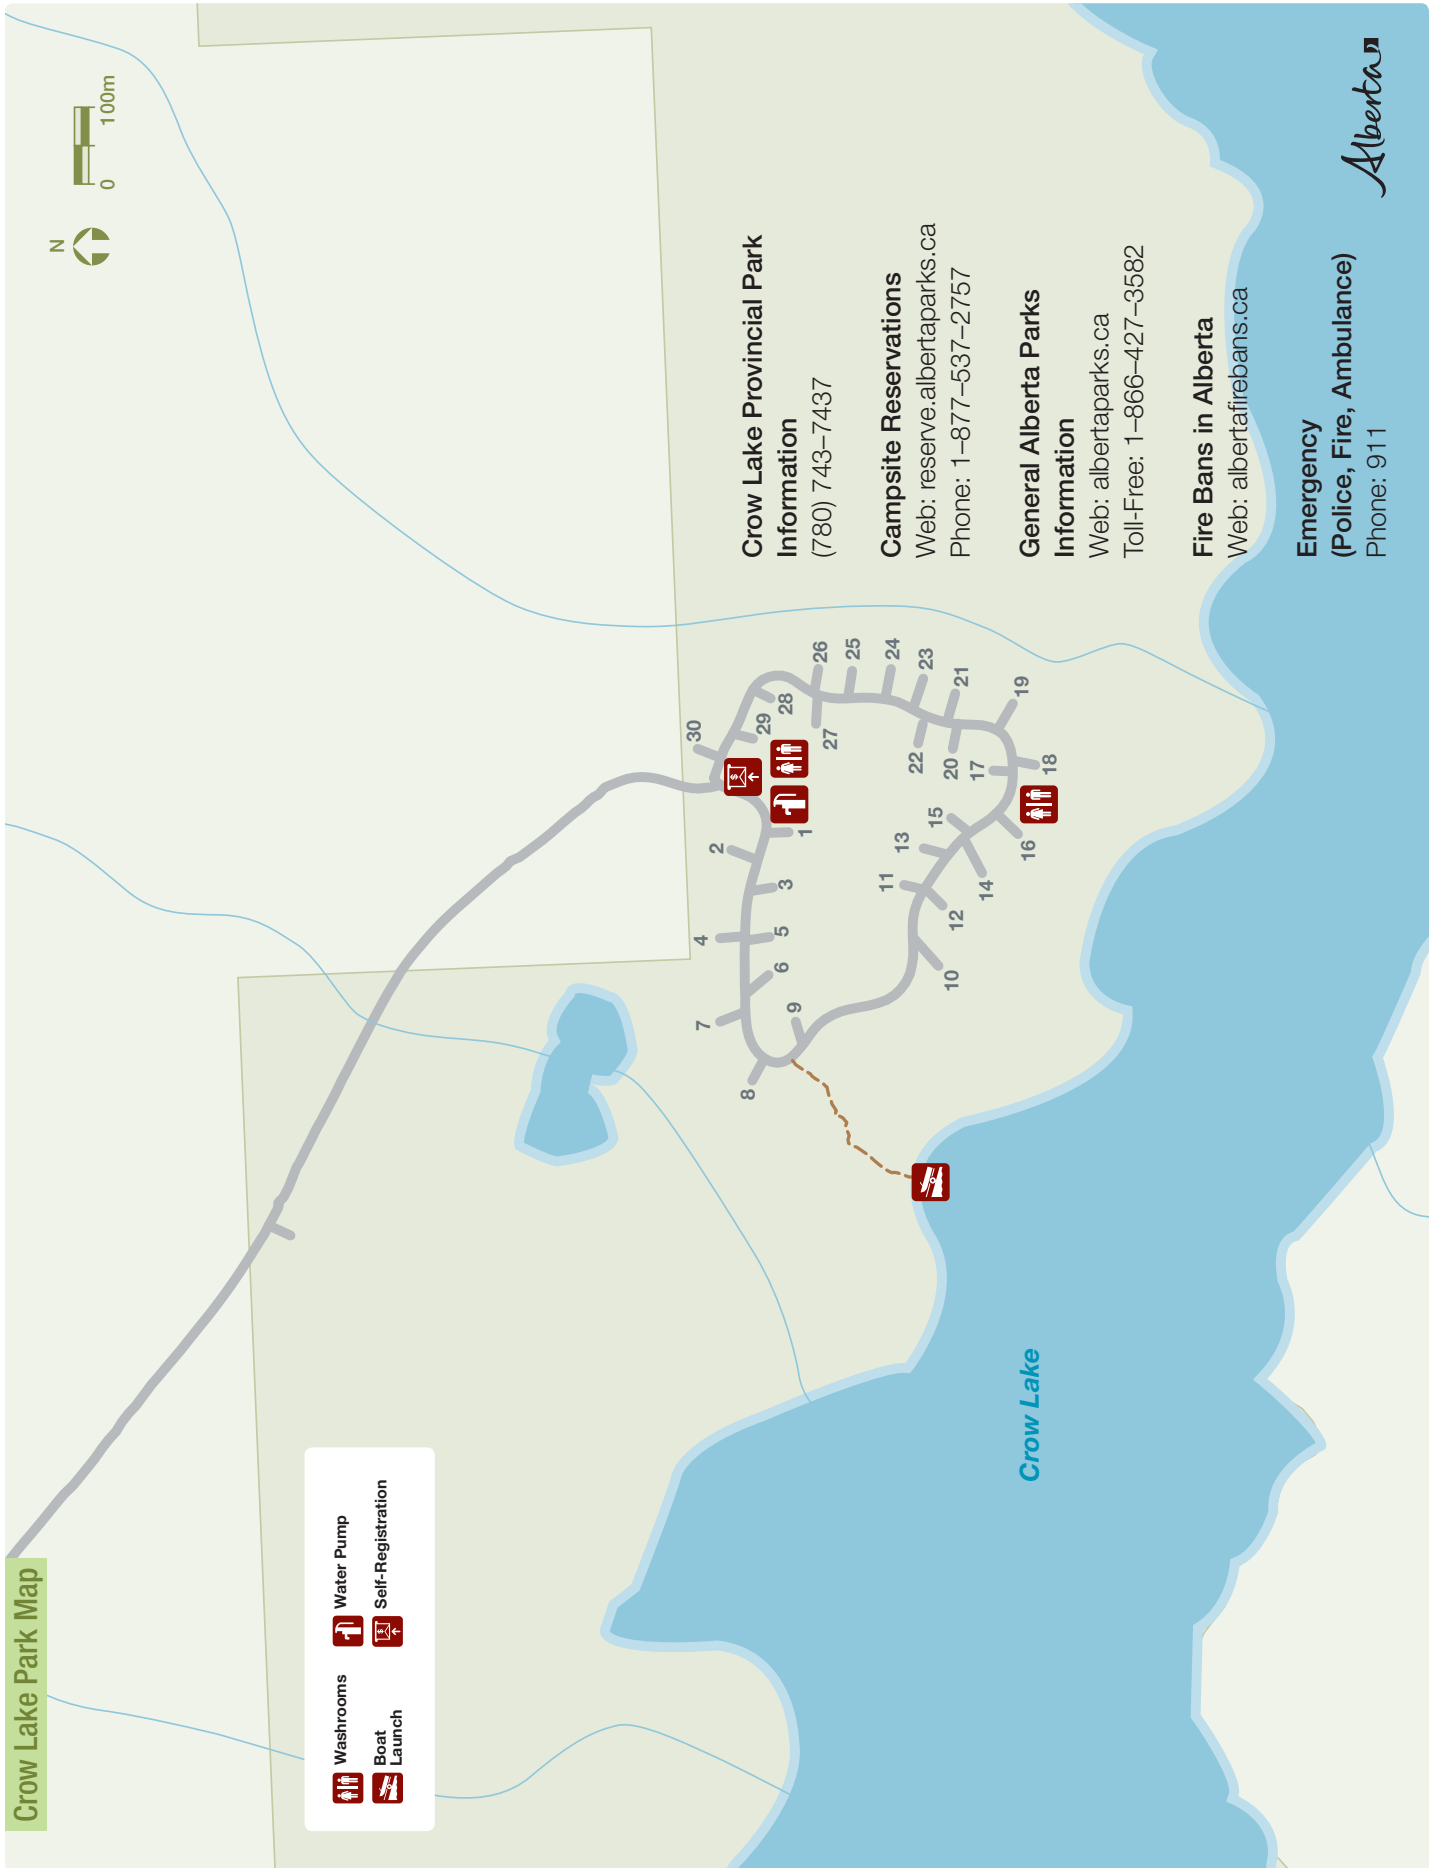 Crow Lake Park Map
N
0 100m
Washrooms
Water Pump
Boat
Launch
Self-Registration
30
29
28
26
27
25
24
23
22
21
20
19
18
17
16
15
14
13
12
11
10
9
8
7
6
5
4
3
2
1
Crow Lake
Crow Lake Provincial Park
Information
(780) 743–7437
Campsite Reservations
Web: reserve.albertaparks.ca
Phone: 1–877–537–2757
General Alberta Parks
Information
Web: albertaparks.ca
Toll-Free: 1–866–427–3582
Fire Bans in Alberta
Web: albertafirebans.ca
Emergency
(Police, Fire, Ambulance)
Phone: 911
Alberta